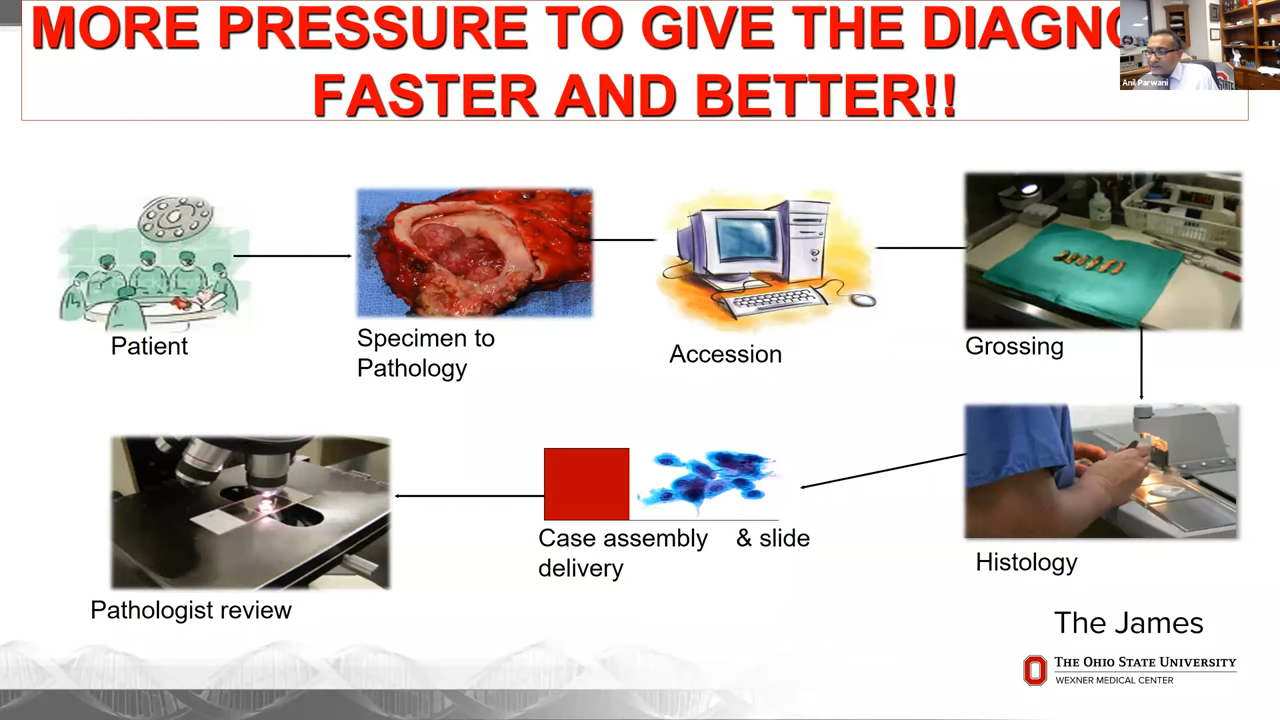 MORE PRESSURE TO GIVE THE DIAGNO
FASTER AND BETTER!!
Anil Parwani
Patient
Specimen to
Pathology
Accession
Grossing
Case assembly & slide
delivery
Histology
Pathologist review
The James
THE OHIO STATE UNIVERSITY
WEXNER MEDICAL CENTER